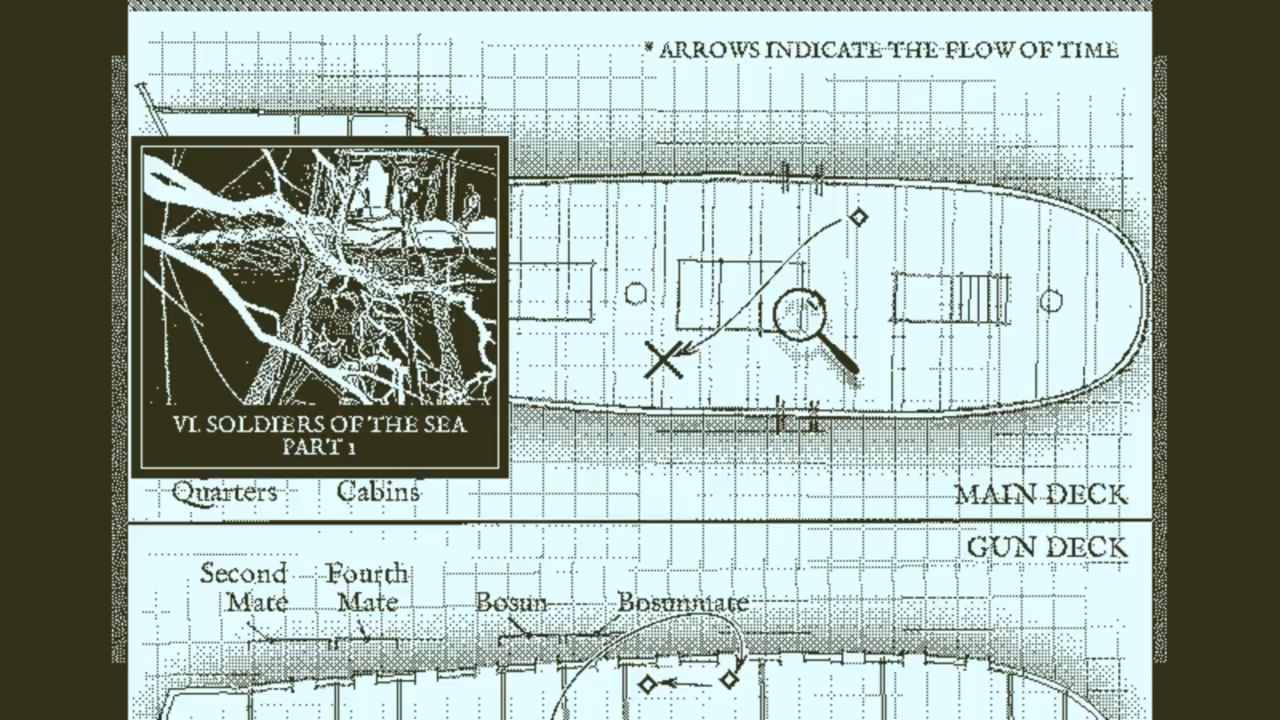 * ARROWS INDICATE THE FLOW OF TIME
VI. SOLDIERS OF THE SEA
PART 1
Quarters
Cabins
MAIN DECK
GUN DECK
Second
Mate
Fourth
Mate
Bosun
Bosunmate